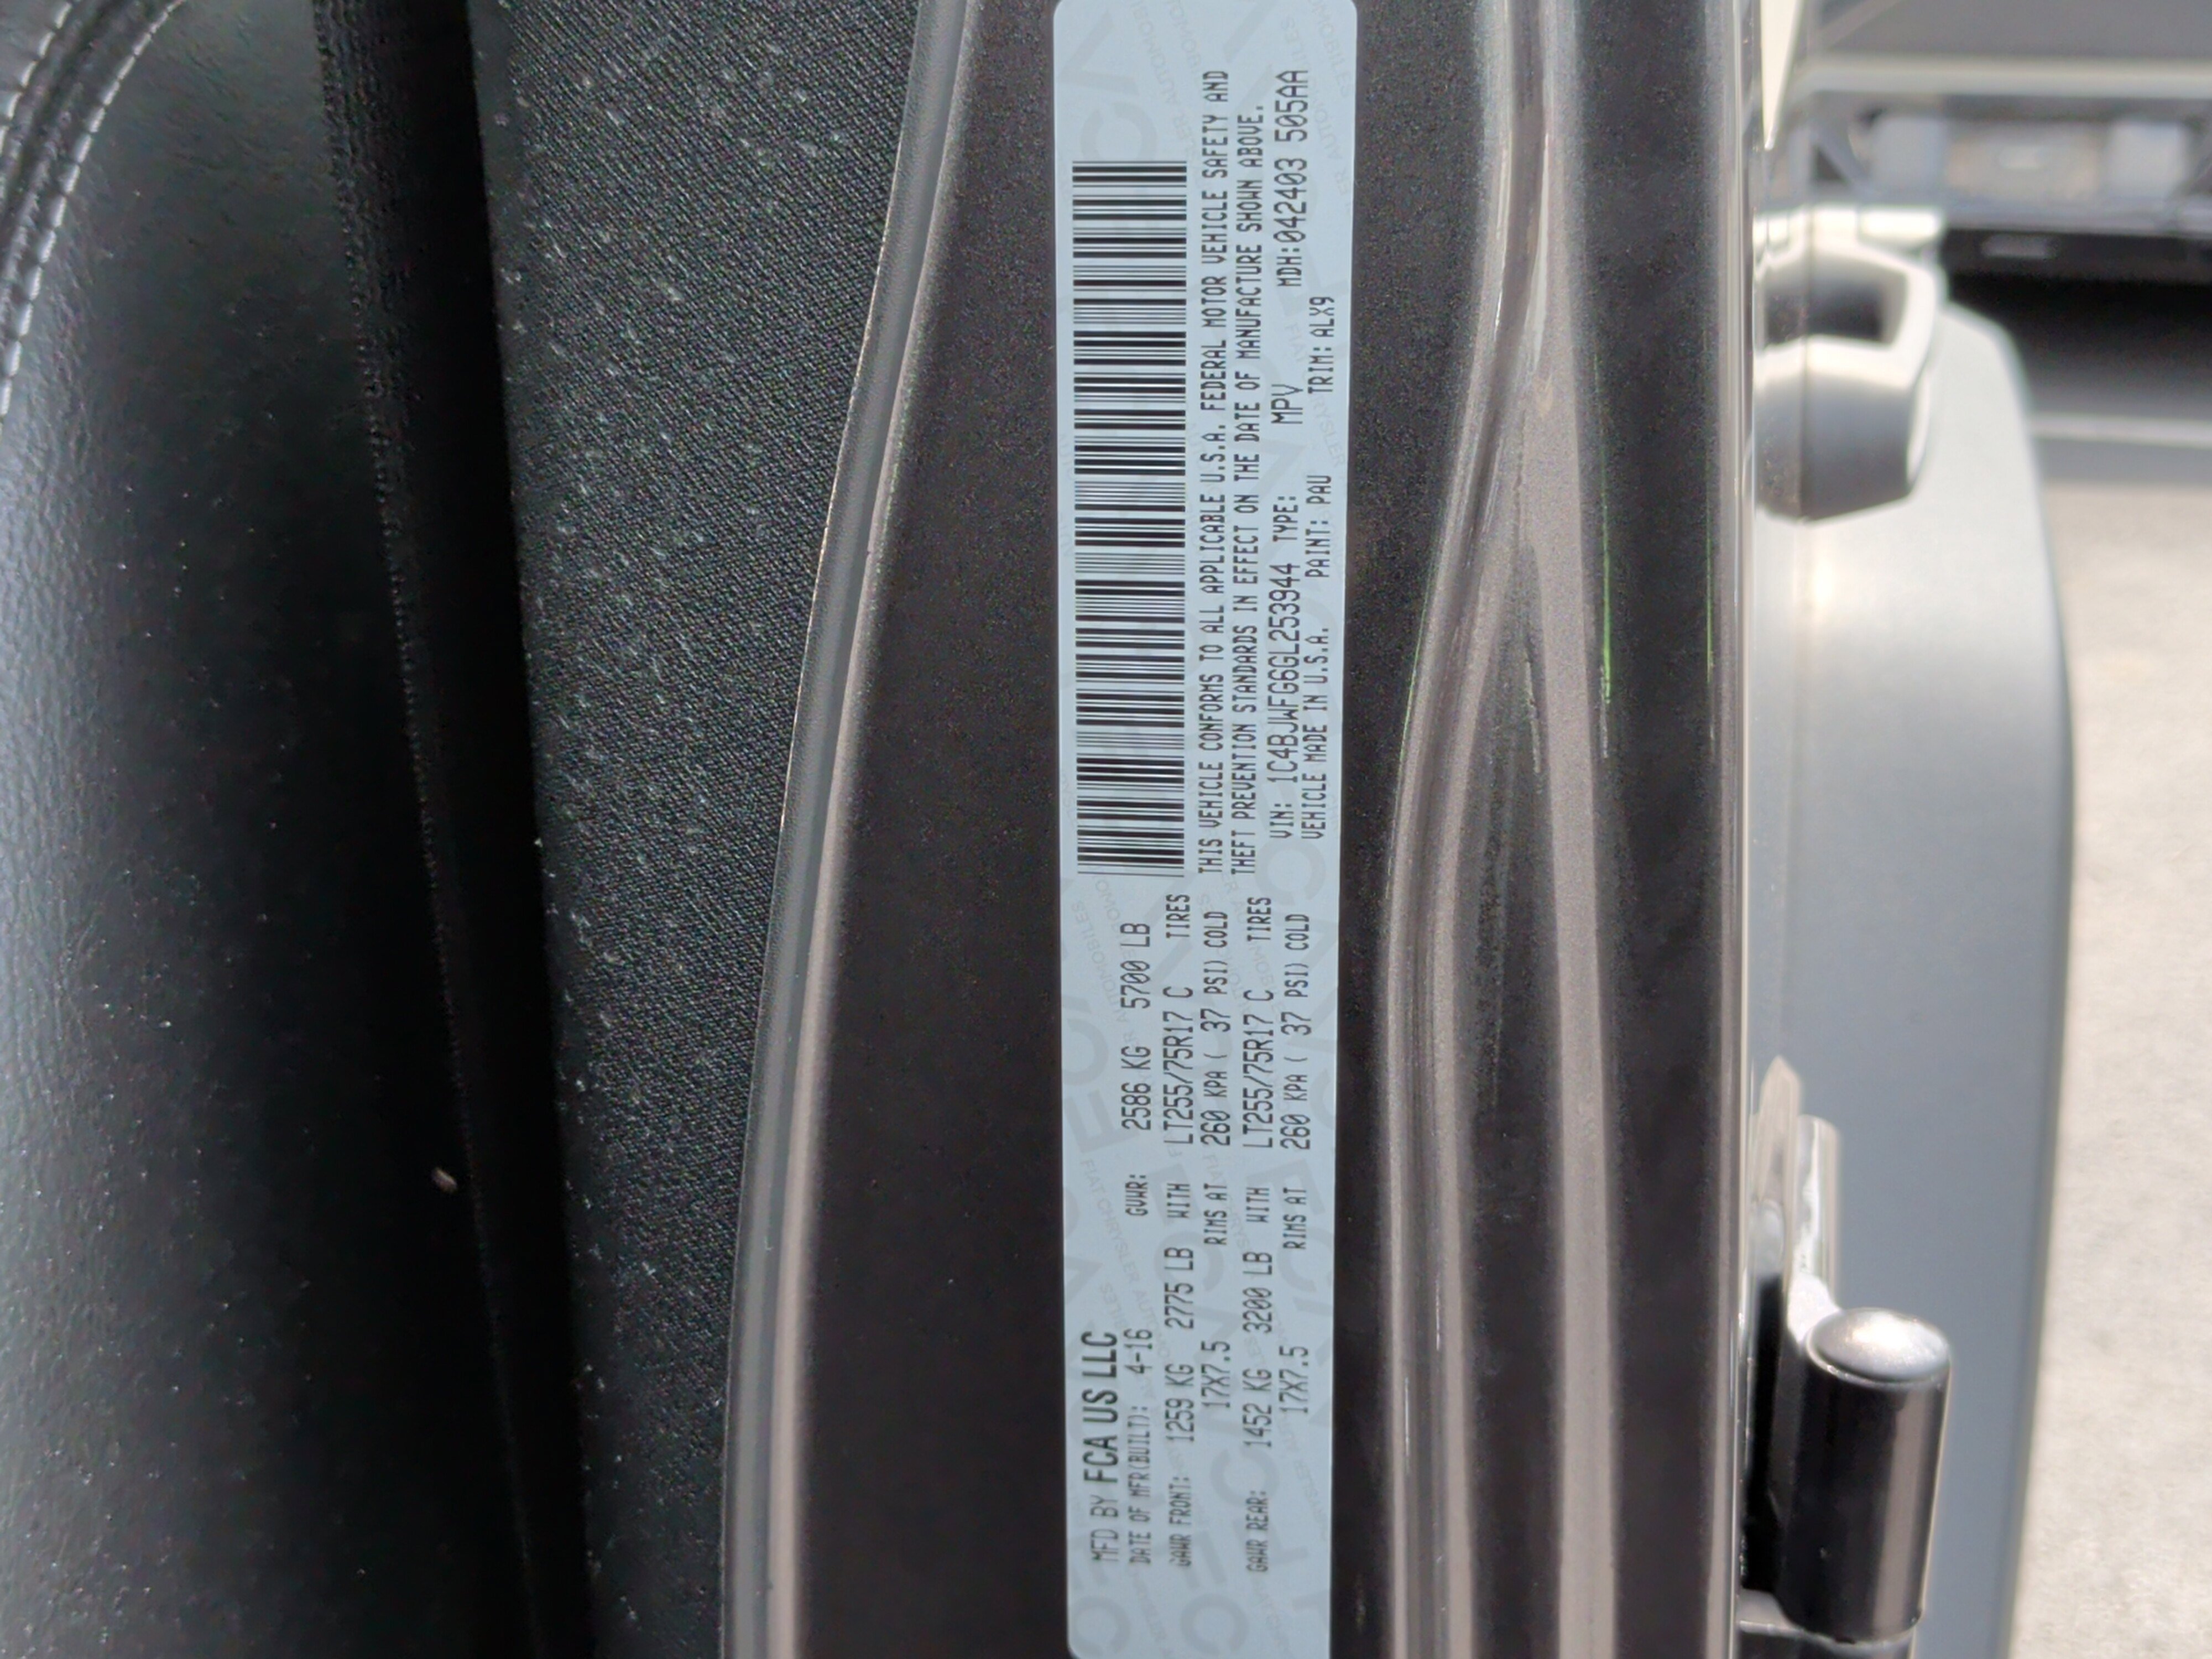 MFD BY FCA US LLC
DATE OF MFR(BUILT): 4-16 GVWR: 2586 KG 5700 LB
GAWR FRONT: 1259 KG 2775 LB WITH LT255/75R17 C TIRES
17X7.5 RIMS AT 260 KPA ( 37 PSI) COLD
GAWR REAR: 1452 KG 3200 LB WITH LT255/75R17 C TIRES
17X7.5 RIMS AT 260 KPA ( 37 PSI) COLD
THIS VEHICLE CONFORMS TO ALL APPLICABLE U.S.A. FEDERAL MOTOR VEHICLE SAFETY AND
THEFT PREVENTION STANDARDS IN EFFECT ON THE DATE OF MANUFACTURE SHOWN ABOVE.
VIN: 1C4BJWFG6GL253944 TYPE: MPV MDH:042403 505AA
VEHICLE MADE IN U.S.A. PAINT: PAU TRIM: ALX9